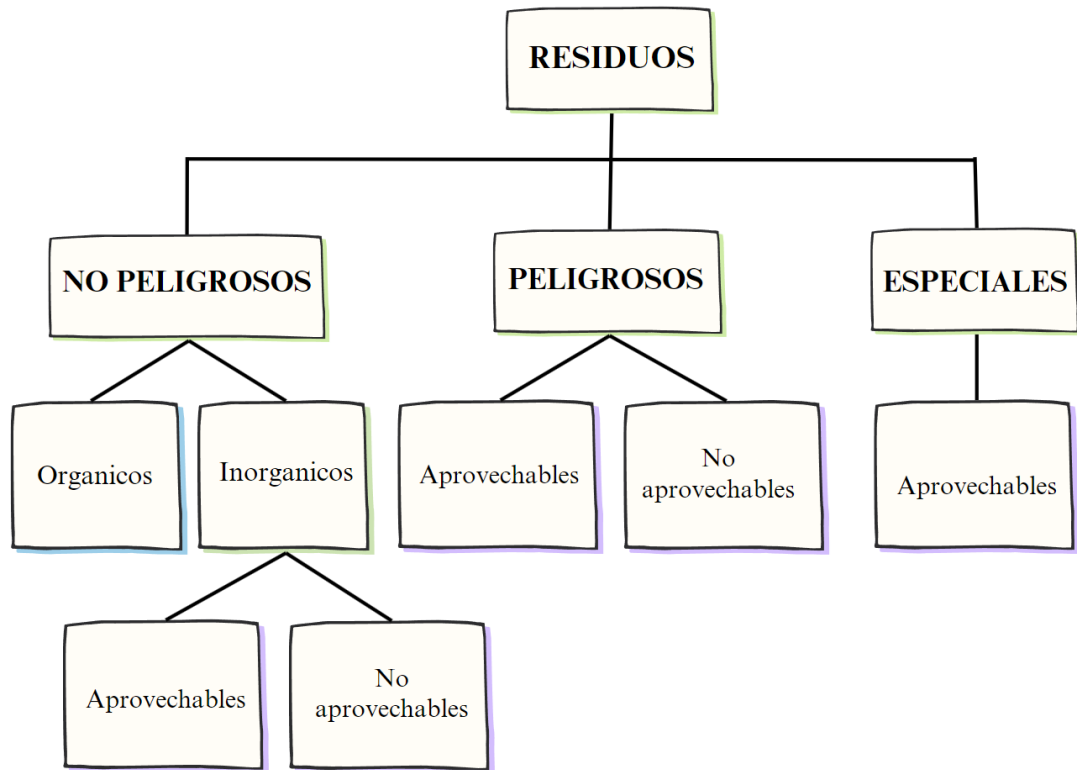 RESIDUOS
NO PELIGROSOS
PELIGROSOS
ESPECIALES
Organicos
Inorganicos
Aprovechables
No
aprovechables
Aprovechables
Aprovechables
No
aprovechables